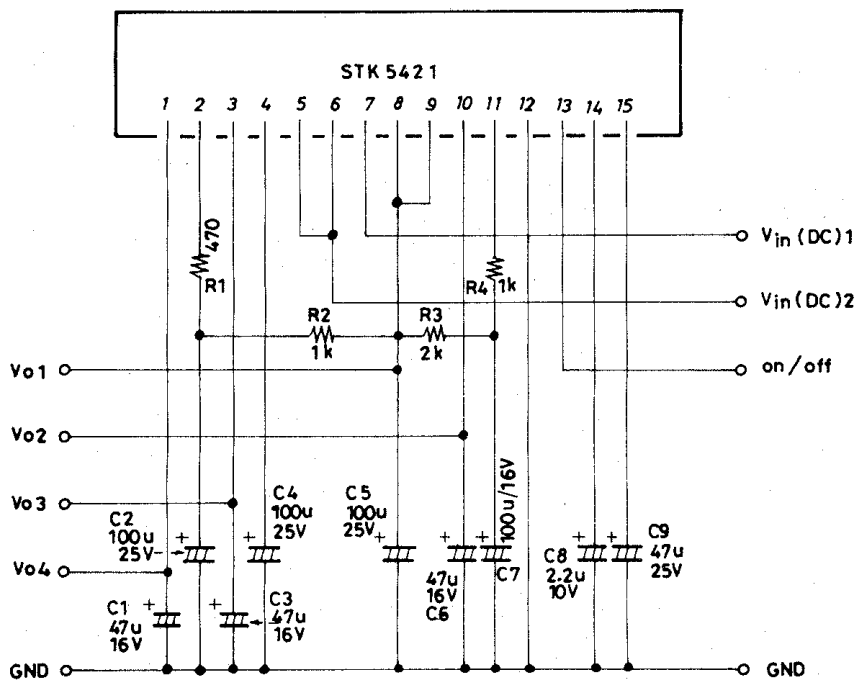 STK 5421
1 2 3 4 5 6 7 8 9 10 11 12 13 14 15
470
R1
Vin (DC) 1
R4 1k
Vin (DC) 2
R2
1k
R3
2k
Vo1
on/off
Vo2
Vo3
100u/16V
C2
100u
25V
C4
100u
25V
C5
100u
25V
C9
47u
25V
Vo4
+
+
+
+
+
+
+
+
+
47u
16V
C6
C7
C8
2.2u
10V
C1
47u
16V
C3
47u
16V
GND
GND